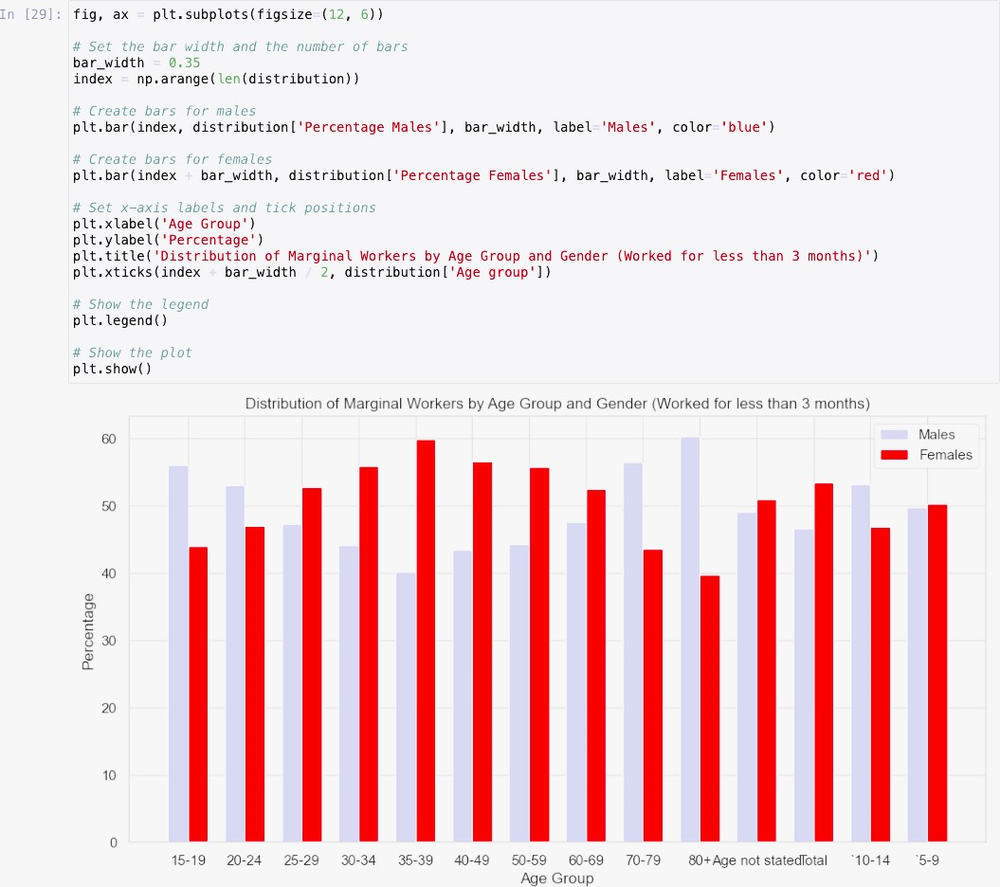 In [29]: fig, ax = plt.subplots(figsize=(12, 6))
# Set the bar width and the number of bars
bar_width = 0.35
index = np.arange(len(distribution))
# Create bars for males
plt.bar(index, distribution['Percentage Males'], bar_width, label='Males', color='blue')
# Create bars for females
plt.bar(index + bar_width, distribution['Percentage Females'], bar_width, label='Females', color='red')
# Set x-axis labels and tick positions
plt.xlabel('Age Group')
plt.ylabel('Percentage')
plt.title('Distribution of Marginal Workers by Age Group and Gender (Worked for less than 3 months)')
plt.xticks(index + bar_width / 2, distribution['Age group'])
# Show the legend
plt.legend()
# Show the plot
plt.show()
Distribution of Marginal Workers by Age Group and Gender (Worked for less than 3 months)
Males
Females
60
50
40
30
20
10
0
Percentage
15-19 20-24 25-29 30-34 35-39 40-49 50-59 60-69 70-79 80+ Age not stated Total `10-14 `5-9
Age Group